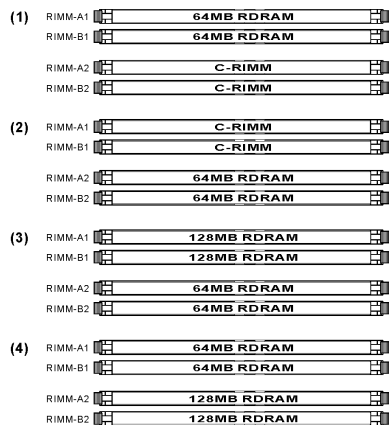 (1) RIMM-A1 64MB RDRAM
RIMM-B1 64MB RDRAM
RIMM-A2 C-RIMM
RIMM-B2 C-RIMM
(2) RIMM-A1 C-RIMM
RIMM-B1 C-RIMM
RIMM-A2 64MB RDRAM
RIMM-B2 64MB RDRAM
(3) RIMM-A1 128MB RDRAM
RIMM-B1 128MB RDRAM
RIMM-A2 64MB RDRAM
RIMM-B2 64MB RDRAM
(4) RIMM-A1 64MB RDRAM
RIMM-B1 64MB RDRAM
RIMM-A2 128MB RDRAM
RIMM-B2 128MB RDRAM